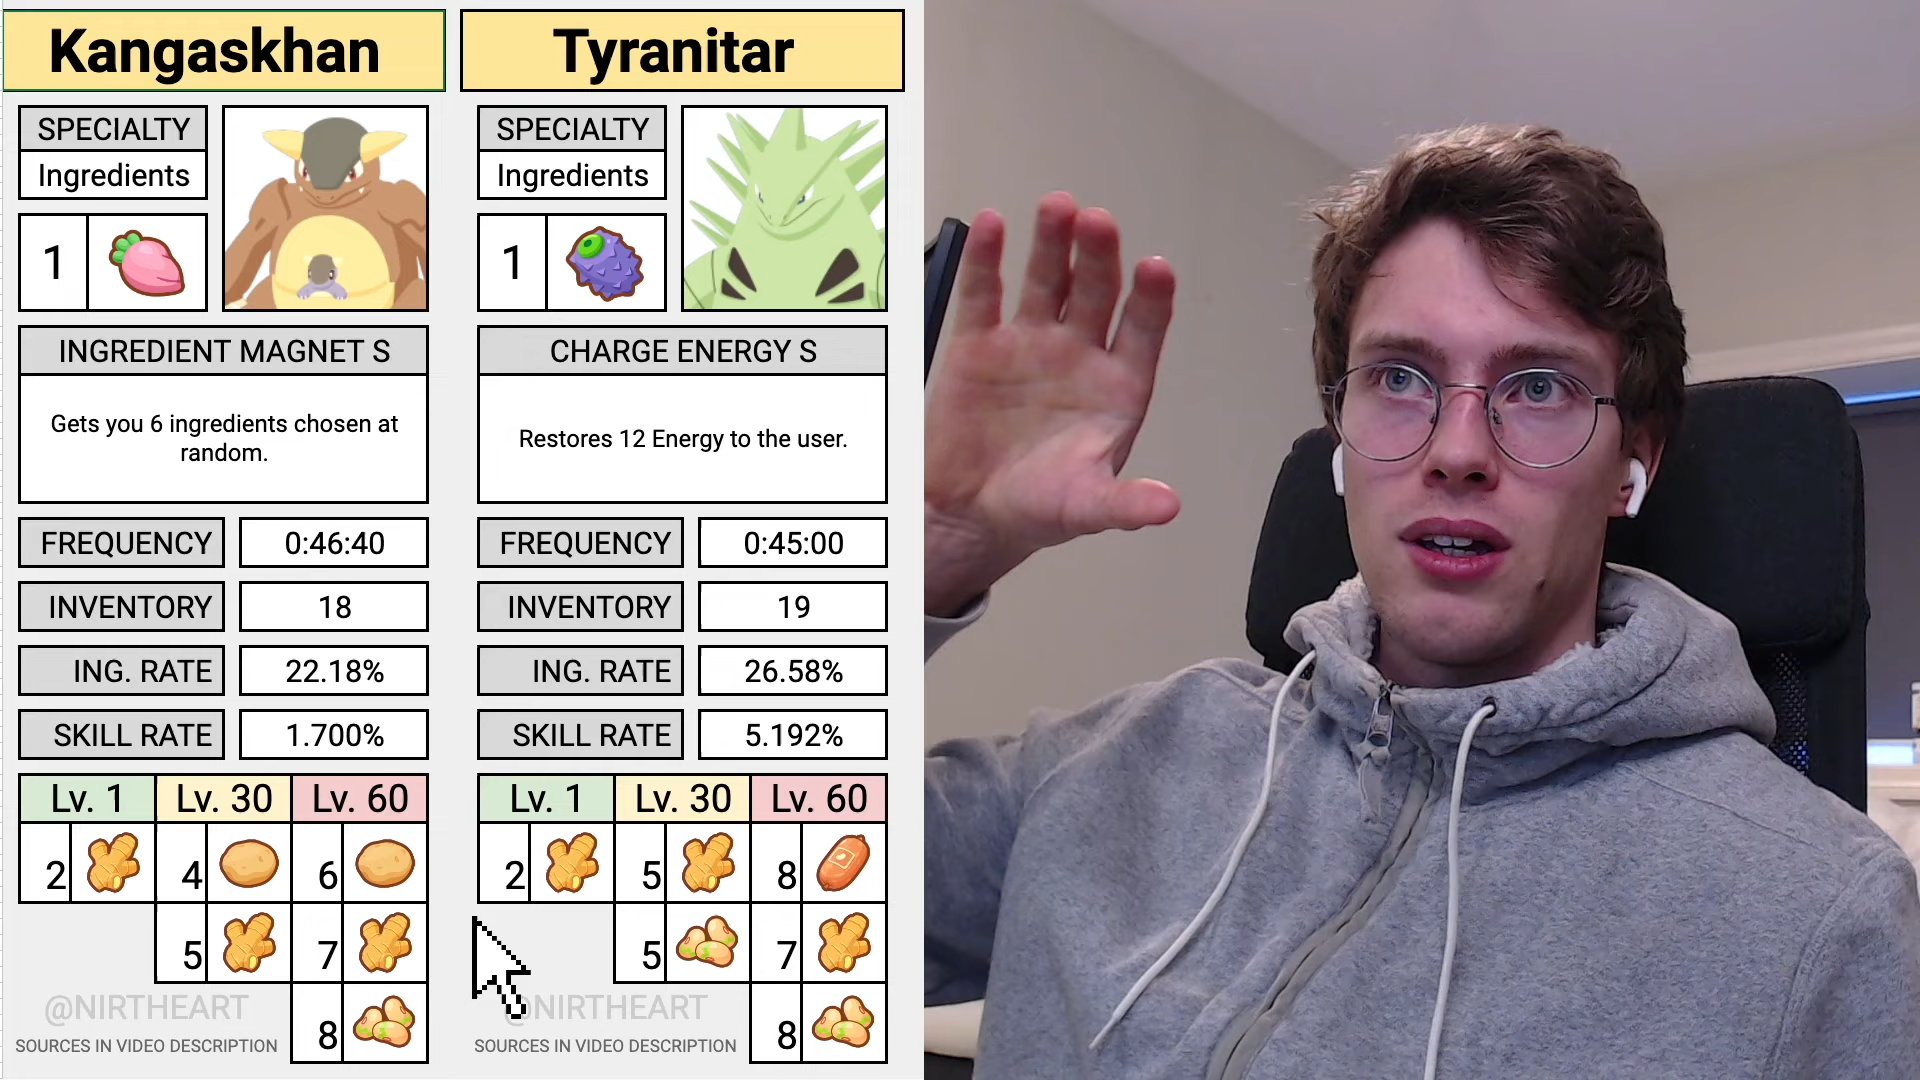 Kangaskhan
SPECIALTY
Ingredients
1
INGREDIENT MAGNET S
Gets you 6 ingredients chosen at
random.
FREQUENCY 0:46:40
INVENTORY 18
ING. RATE 22.18%
SKILL RATE 1.700%
Lv. 1 Lv. 30 Lv. 60
2 4 6
5 7
8
@NIRTHEART
SOURCES IN VIDEO DESCRIPTION
Tyranitar
SPECIALTY
Ingredients
1
CHARGE ENERGY S
Restores 12 Energy to the user.
FREQUENCY 0:45:00
INVENTORY 19
ING. RATE 26.58%
SKILL RATE 5.192%
Lv. 1 Lv. 30 Lv. 60
2 5 8
5 7
8
@NIRTHEART
SOURCES IN VIDEO DESCRIPTION